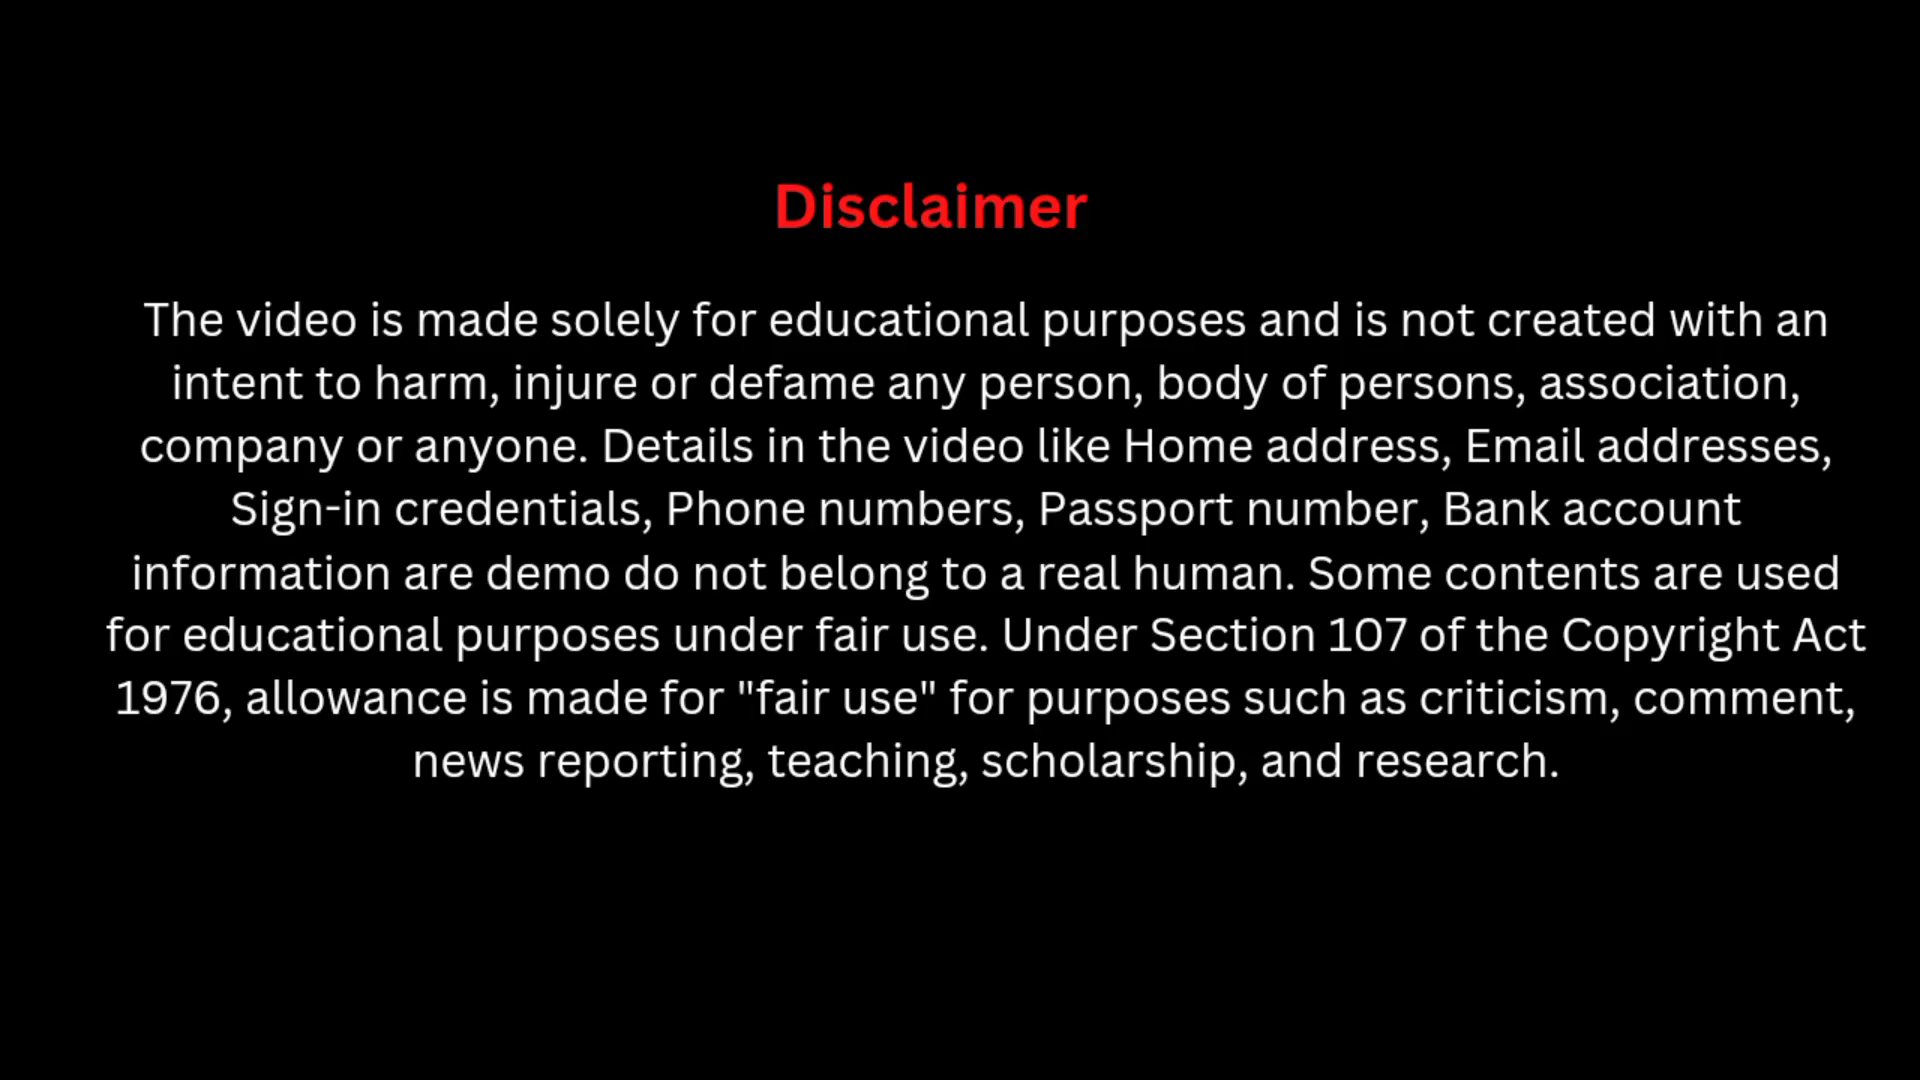 Disclaimer
The video is made solely for educational purposes and is not created with an
intent to harm, injure or defame any person, body of persons, association,
company or anyone. Details in the video like Home address, Email addresses,
Sign-in credentials, Phone numbers, Passport number, Bank account
information are demo do not belong to a real human. Some contents are used
for educational purposes under fair use. Under Section 107 of the Copyright Act
1976, allowance is made for "fair use" for purposes such as criticism, comment,
news reporting, teaching, scholarship, and research.